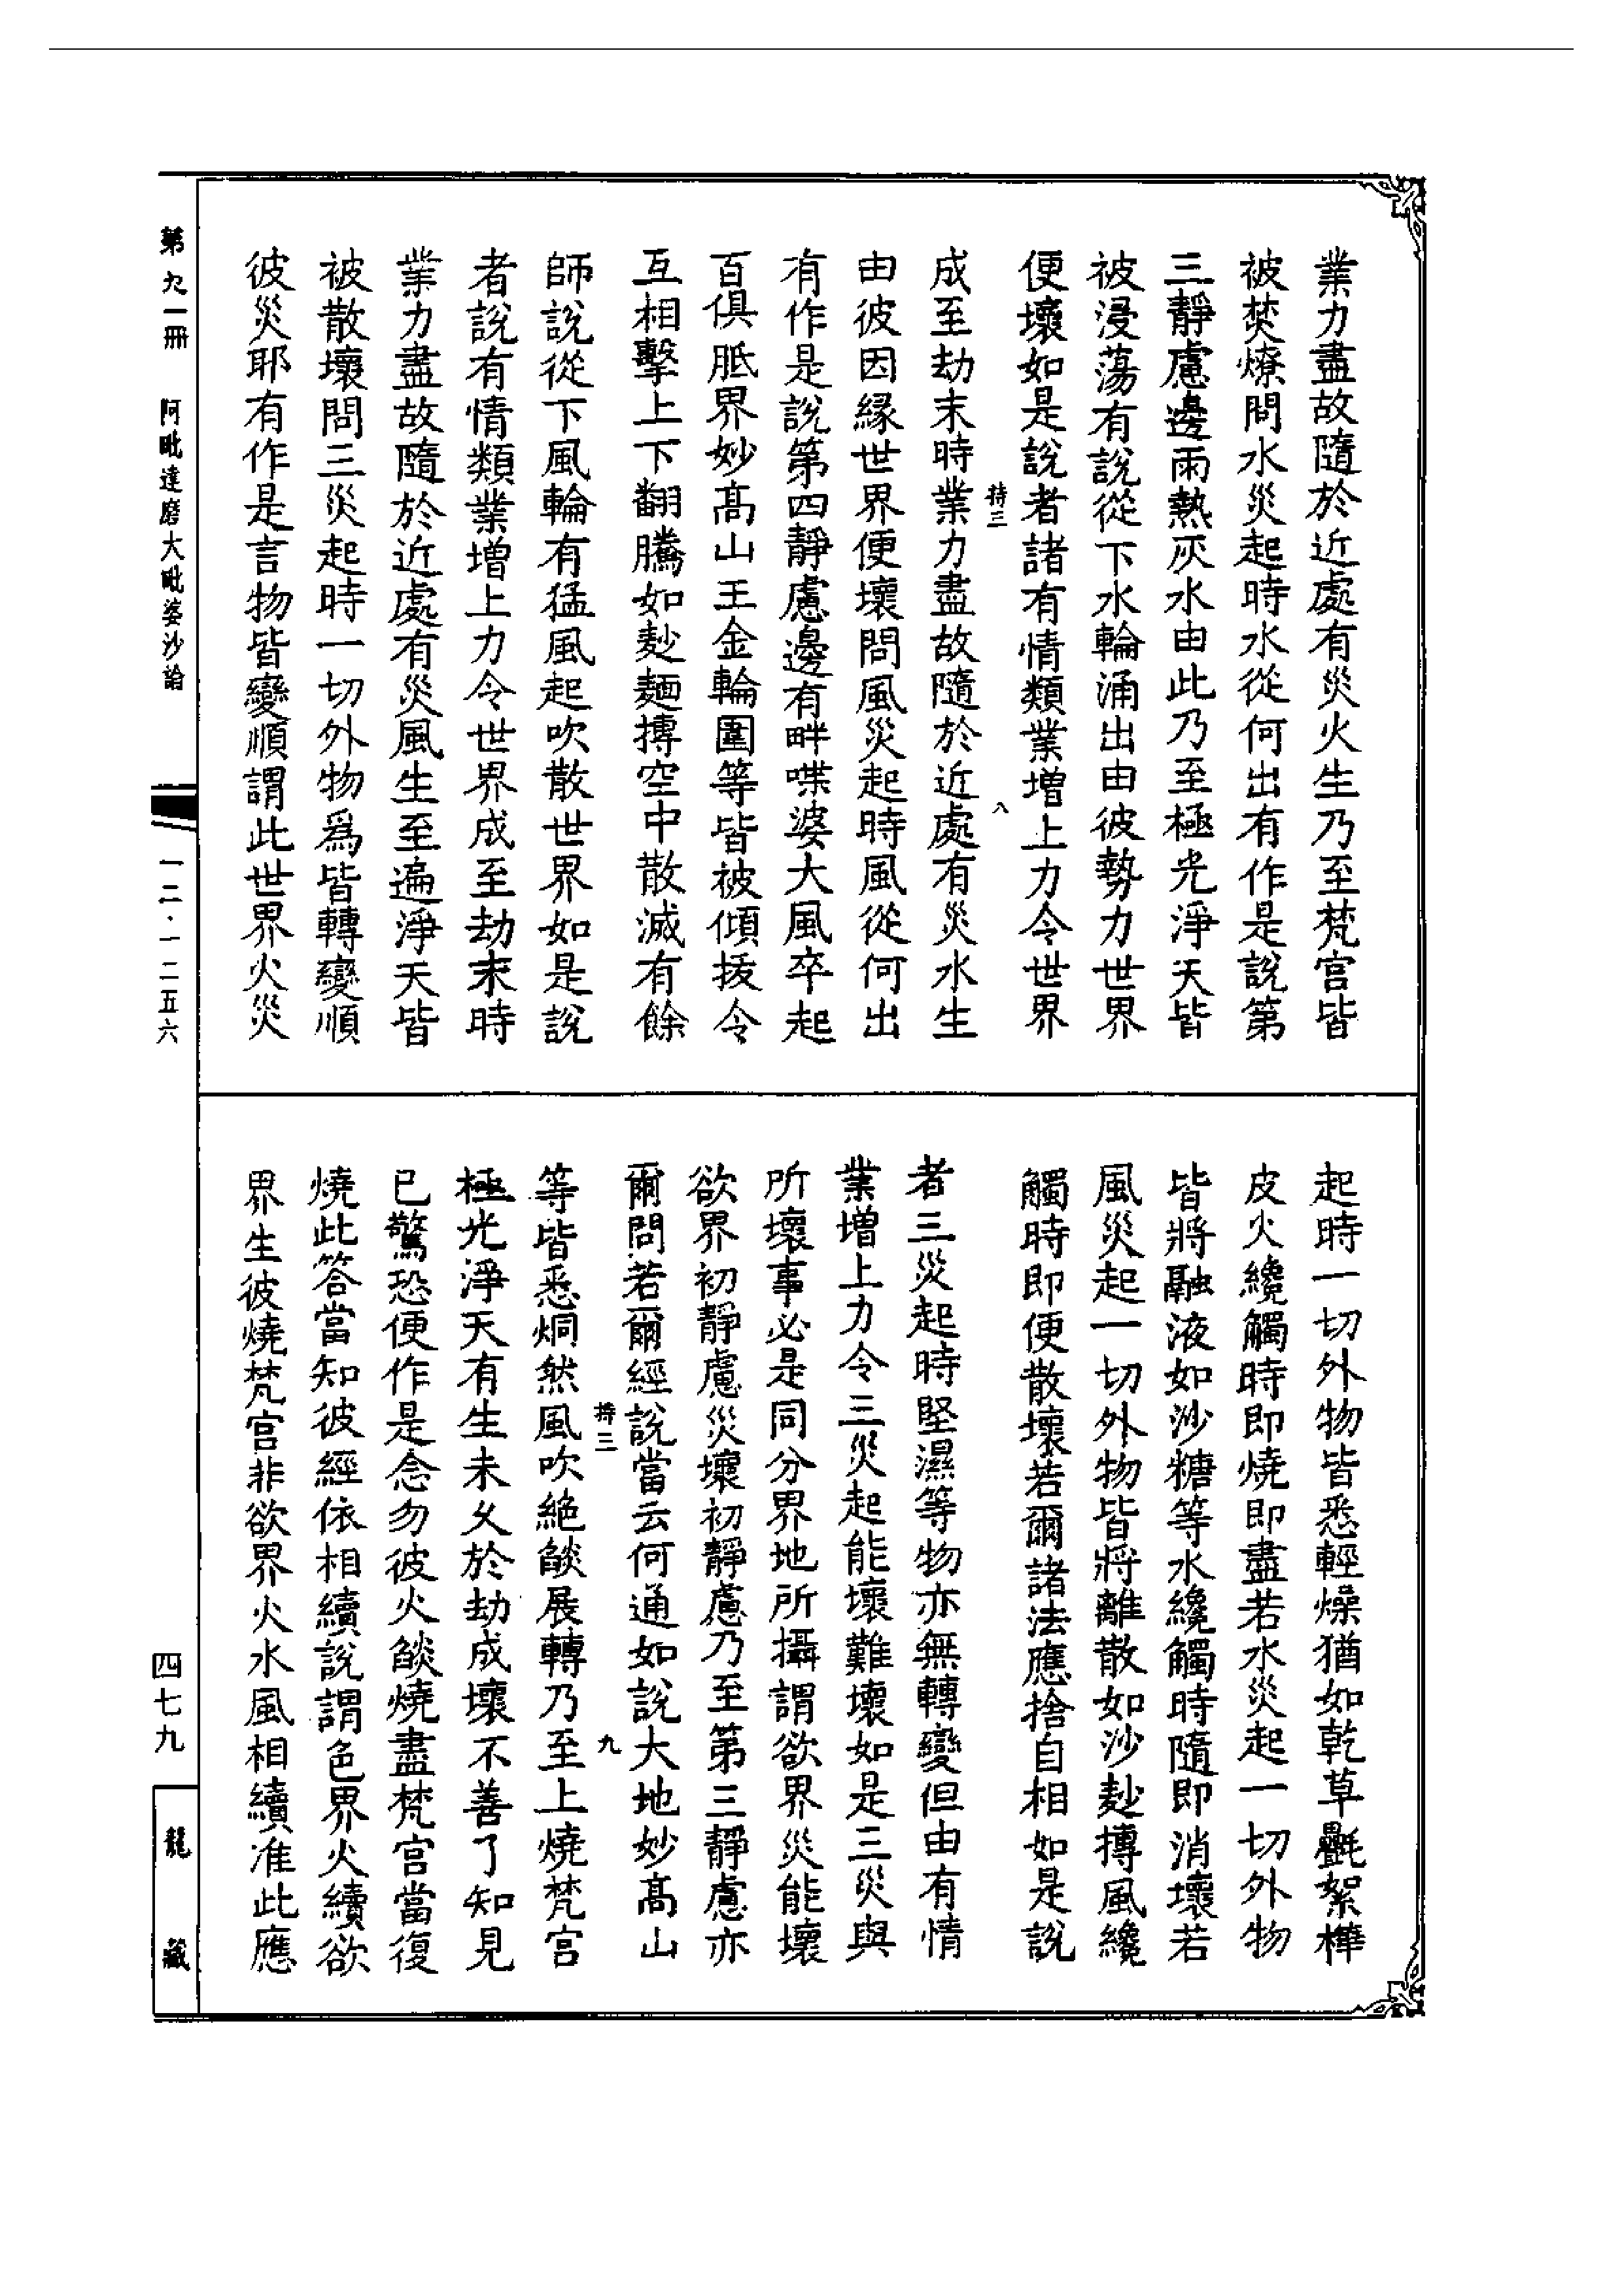 業力盡故隨於近處有災火生乃至梵宮皆
被焚燎問水災起時水從何出有作是說第
三靜慮邊雨熱灰水由此乃至極光淨天皆
被浸蕩有說從下水輪涌出由彼勢力世界
便壞如是說者諸有情類業增上力令世界
持三 八
成至劫末時業力盡故隨於近處有災水生
由彼因緣世界便壞問風災起時風從何出
有作是說第四靜慮邊有畔喋婆大風卒起
百俱胝界妙高山王金輪圍等皆被傾拔令
互相擊上下翻騰如麨麵摶空中散滅有餘
師說從下風輪有猛風起吹散世界如是說
者說有情類業增上力令世界成至劫末時
業力盡故隨於近處有災風生至遍淨天皆
被散壞問三災起時一切外物爲皆轉變順
彼災耶有作是言物皆變順謂此世界火災
起時一切外物皆悉輕燥猶如乾草㲲絮樺
皮火纔觸時即燒即盡若水災起一切外物
皆將融液如沙糖等水纔觸時隨即消壞若
風災起一切外物皆將離散如沙麨摶風纔
觸時即便散壞若爾諸法應捨自相如是說
者三災起時堅濕等物亦無轉變但由有情
業增上力令三災起能壞難壞如是三災與
所壞事必是同分界地所攝謂欲界災能壞
欲界初靜慮災壞初靜慮乃至第三靜慮亦
爾問若爾經說當云何通如說大地妙高山
持三 九
等皆悉烔然風吹絕燄展轉乃至上燒梵宮
極光淨天有生未久於劫成壞不善了知見
已驚恐便作是念勿彼火燄燒盡梵宮當復
燒此答當知彼經依相續說謂色界火續欲
界生彼燒梵宮非欲界火水風相續准此應
第九一冊 阿毗達磨大毗婆沙論
一二·一二五六
四七九
龍藏